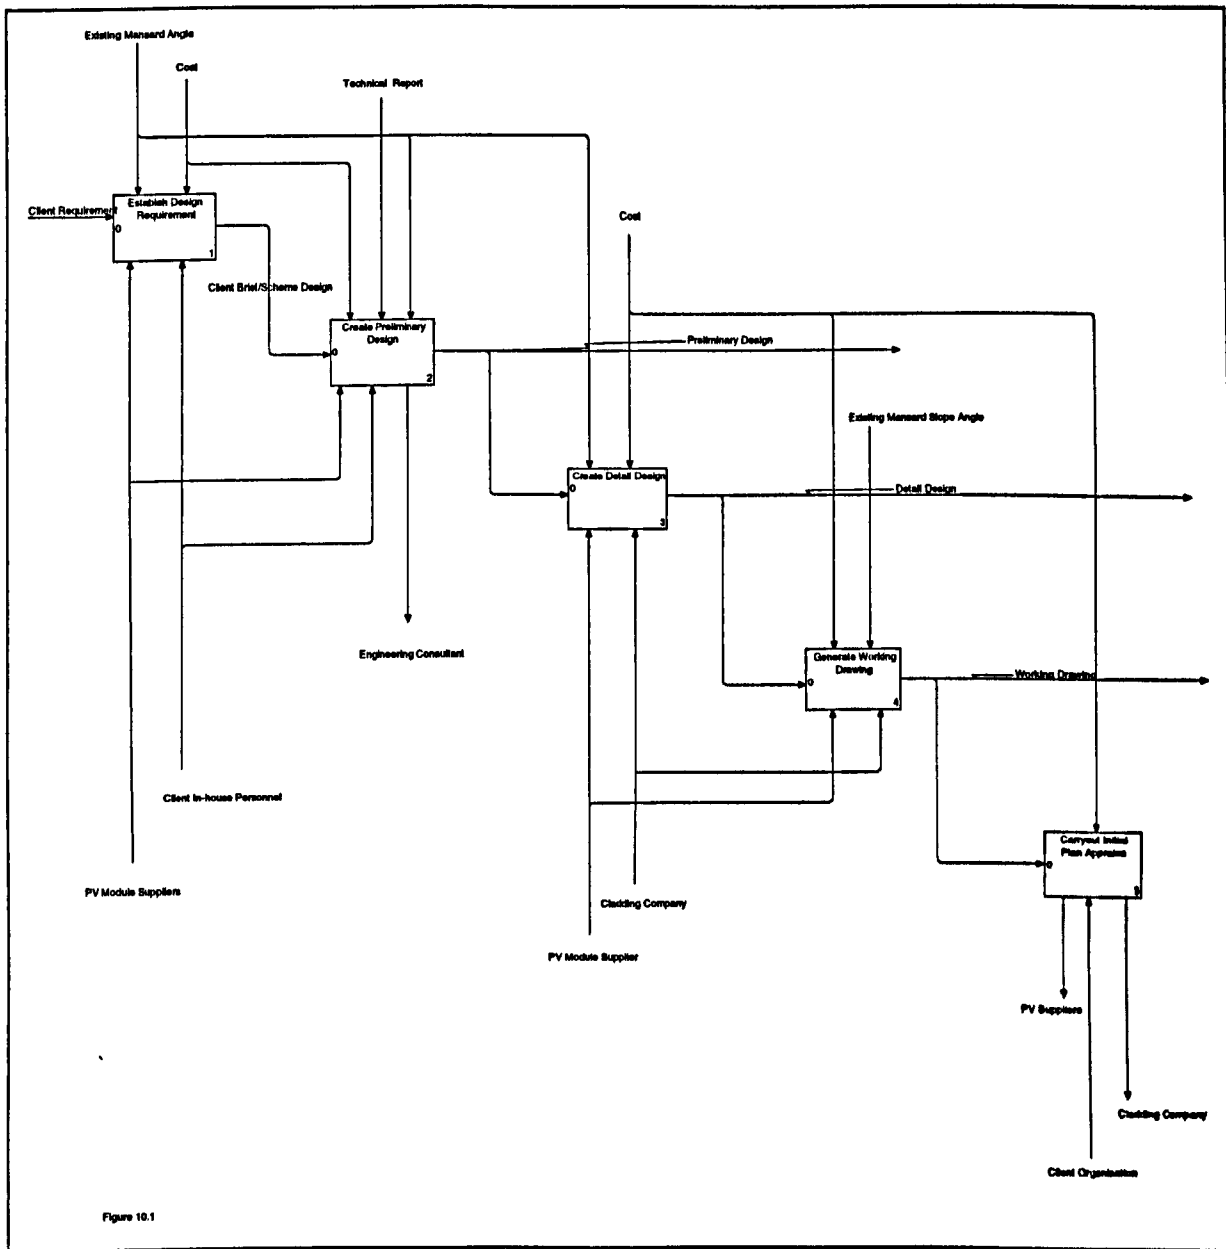 Existing Mansard Angle
Cost
Technical Report
Client Requirement
Establish Design
Requirement
0
1
Cost
Client Brief/Scheme Design
Create Preliminary
Design
0
2
Preliminary Design
Existing Mansard Slope Angle
Create Detail Design
0
3
Detail Design
Engineering Consultant
Generate Working
Drawing
0
4
Working Drawing
Client In-house Personnel
Carryout Initial
Plan
0
5
PV Module Suppliers
Cladding Company
PV Module Supplier
PV Suppliers
Cladding Company
Client Organisation
Figure 10.1